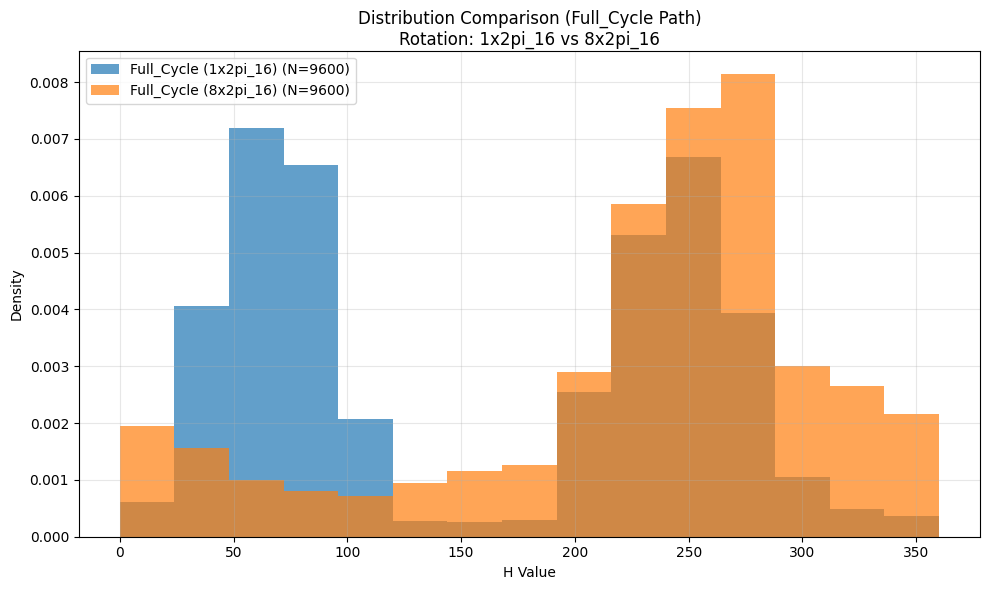 Distribution Comparison (Full_Cycle Path)
Rotation: 1x2pi_16 vs 8x2pi_16
Full_Cycle (1x2pi_16) (N=9600)
Full_Cycle (8x2pi_16) (N=9600)
Density
0.008
0.007
0.006
0.005
0.004
0.003
0.002
0.001
0.000
0 50 100 150 200 250 300 350
H Value